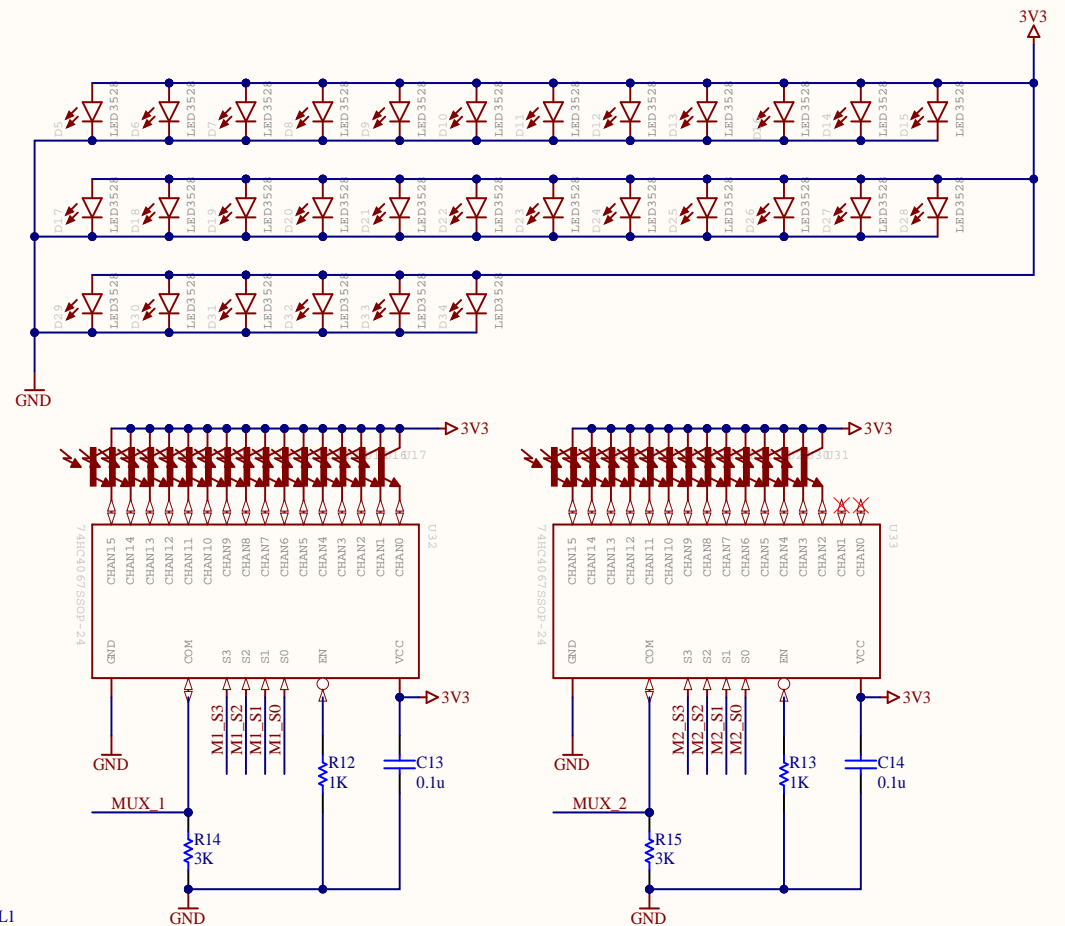 3V3
D5 LED3528 D6 LED3528 D7 LED3528 D8 LED3528 D9 LED3528 D10 LED3528 D11 LED3528 D12 LED3528 D13 LED3528 D16 LED3528 D14 LED3528 D15 LED3528
D17 LED3528 D18 LED3528 D19 LED3528 D20 LED3528 D21 LED3528 D22 LED3528 D23 LED3528 D24 LED3528 D25 LED3528 D26 LED3528 D27 LED3528 D28 LED3528
D29 LED3528 D30 LED3528 D31 LED3528 D32 LED3528 D33 LED3528 D34 LED3528
GND
3V3 3V3
U17 U31
74HC4067SSOP-24 U32 74HC4067SSOP-24 U33
CHAN15 CHAN14 CHAN13 CHAN12 CHAN11 CHAN10 CHAN9 CHAN8 CHAN7 CHAN6 CHAN5 CHAN4 CHAN3 CHAN2 CHAN1 CHAN0 CHAN15 CHAN14 CHAN13 CHAN12 CHAN11 CHAN10 CHAN9 CHAN8 CHAN7 CHAN6 CHAN5 CHAN4 CHAN3 CHAN2 CHAN1 CHAN0
GND COM S3 S2 S1 S0 EN VCC GND COM S3 S2 S1 S0 EN VCC
3V3 3V3
M1_S3 M1_S2 M1_S1 M1_S0 M2_S3 M2_S2 M2_S1 M2_S0
GND R12 C13 GND R13 C14
1K 0.1u 1K 0.1u
MUX_1 MUX_2
R14 R15
3K 3K
GND GND
L1